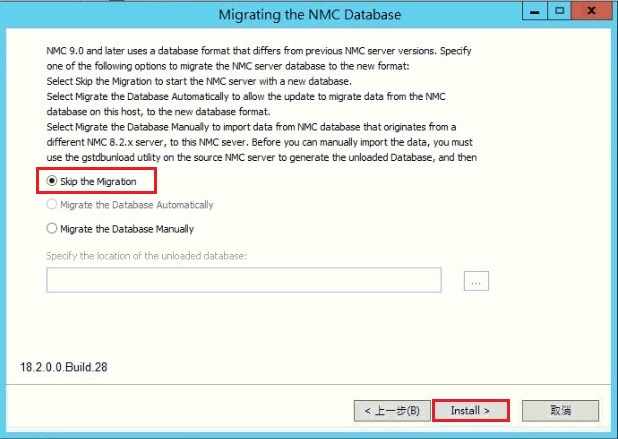 Migrating the NMC Database
NMC 9.0 and later uses a database format that differs from previous NMC server versions. Specify
one of the following options to migrate the NMC server database to the new format:
Select Skip the Migration to start the NMC server with a new database.
Select Migrate the Database Automatically to allow the update to migrate data from the NMC
database on this host, to the new database format.
Select Migrate the Database Manually to import data from NMC database that originates from a
different NMC 8.2.x server, to this NMC sever. Before you can manually import the data, you must
use the gstdbunload utility on the source NMC server to generate the unloaded Database, and then
Skip the Migration
Migrate the Database Automatically
Migrate the Database Manually
Specify the location of the unloaded database:
...
18.2.0.0.Build.28
< 上一步(B) Install > 取消